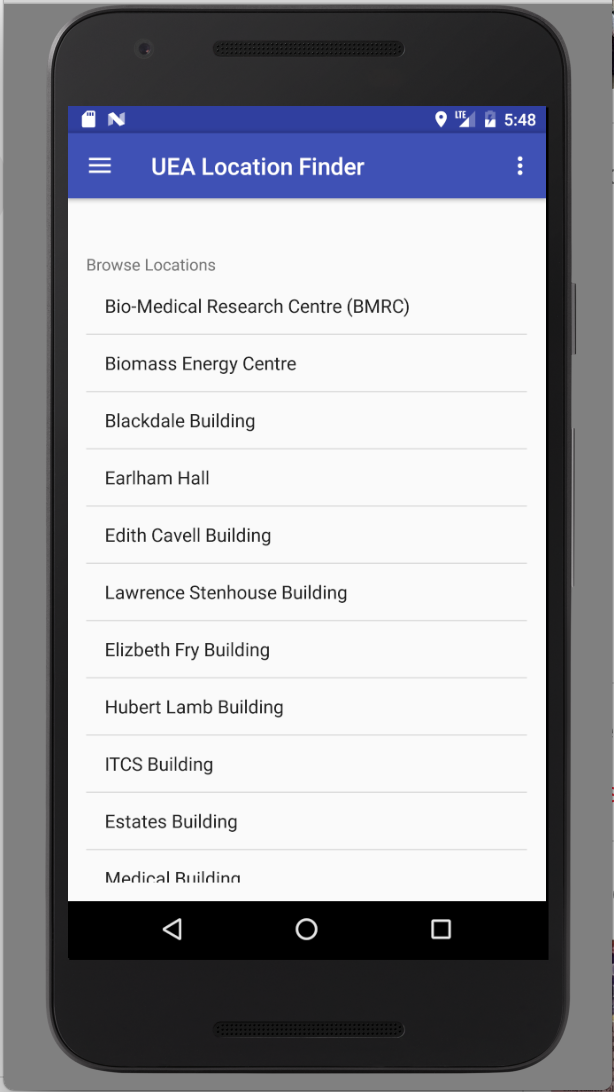 LTE 5:48
UEA Location Finder
Browse Locations
Bio-Medical Research Centre (BMRC)
Biomass Energy Centre
Blackdale Building
Earlham Hall
Edith Cavell Building
Lawrence Stenhouse Building
Elizbeth Fry Building
Hubert Lamb Building
ITCS Building
Estates Building
Medical Building